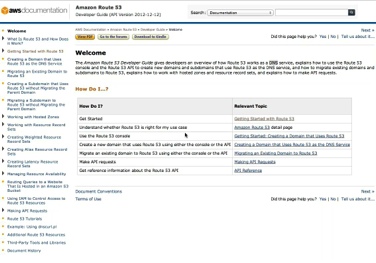 awsdocumentation
Amazon Route 53
Developer Guide (API Version 2012-12-12)
Search: Documentation
AWS Documentation » Amazon Route 53 » Developer Guide » Welcome
Next »
View PDF Go to the Forum Download to Kindle
Did this page help you? Yes | No | Tell us about it...
Welcome
What Is Route 53 and How Does It Work?
Getting Started with Route 53
Creating a Domain that Uses Route 53 as the DNS Service
Migrating an Existing Domain to Route 53
Creating a Subdomain to Route 53 without Migrating the Parent Domain
Migrating a Subdomain to Route 53 without Migrating the Parent Domain
Working with Hosted Zones
Working with Resource Record Sets
Creating Weighted Resource Record Sets
Creating Alias Resource Record Sets
Creating Latency Resource Record Sets
Managing Resource Availability
Routing Queries to a Website That Is Hosted in an Amazon S3 Bucket
Using IAM to Control Access to Route 53 Resources
Making API Requests
Route 53 Tutorials
Example: Using dnscurl.pl
Additional Route 53 Resources
Third-Party Tools and Libraries
Document History
Welcome
The Amazon Route 53 Developer Guide gives developers an overview of how Route 53 works as a DNS service, explains how to use the Route 53
console and the Route 53 API to create new domains and subdomains that use Route 53 as the DNS service, and how to migrate existing domains and
subdomains to Route 53, explains how to work with hosted zones and resource record sets, and explains how to make API requests.
How Do I...?
How Do I? Relevant Topic
Get Started Getting Started with Route 53
Understand whether Route 53 is right for my use case Amazon Route 53 detail page
Use the Route 53 console Getting Started: Creating a Domain that Uses Route 53
Create a new domain that uses Route 53 using either the console or the API Creating a Domain that Uses Route 53 as the DNS Service
Migrate an existing domain to Route 53 using either the console or the API Migrating an Existing Domain to Route 53
Make API requests Making API Requests
Get reference information about the Route 53 API API Reference
Document Conventions
Next »
Terms of Use
Did this page help you? Yes | No | Tell us about it...